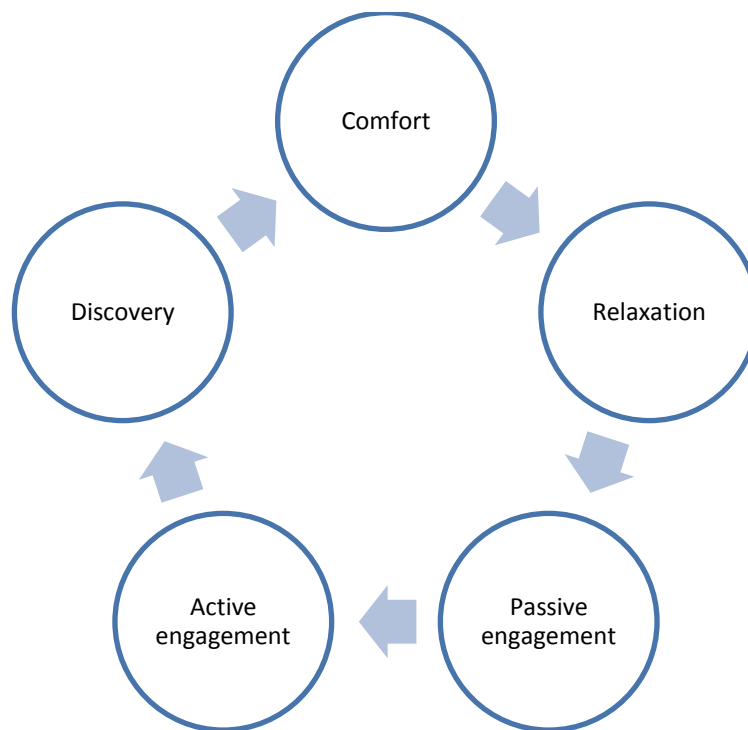 Comfort
Relaxation
Passive
engagement
Active
engagement
Discovery